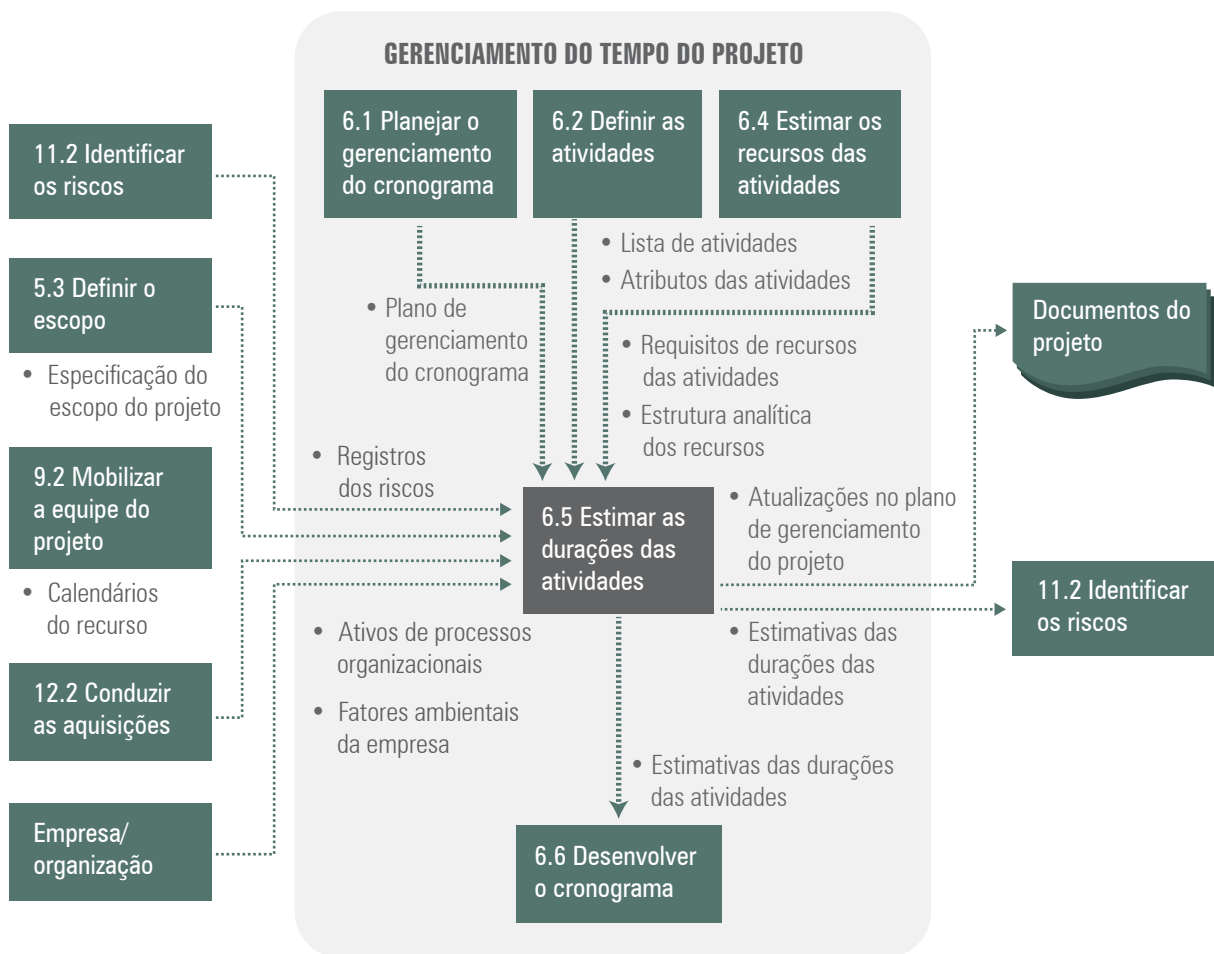 GERENCIAMENTO DO TEMPO DO PROJETO
6.1 Planejar o
gerenciamento
do cronograma
6.2 Definir as
atividades
6.4 Estimar os
recursos das
atividades
11.2 Identificar
os riscos
• Lista de atividades
• Atributos das atividades
5.3 Definir o
escopo
• Especificação do
escopo do projeto
• Plano de
gerenciamento
do cronograma
• Requisitos de recursos
das atividades
• Estrutura analítica
dos recursos
Documentos do
projeto
9.2 Mobilizar
a equipe do
projeto
• Calendários
do recurso
• Registros
dos riscos
6.5 Estimar as
durações das
atividades
• Atualizações no plano
de gerenciamento
do projeto
11.2 Identificar
os riscos
• Estimativas das
durações das
atividades
12.2 Conduzir
as aquisições
• Ativos de processos
organizacionais
• Fatores ambientais
da empresa
• Estimativas das durações
das atividades
Empresa/
organização
6.6 Desenvolver
o cronograma